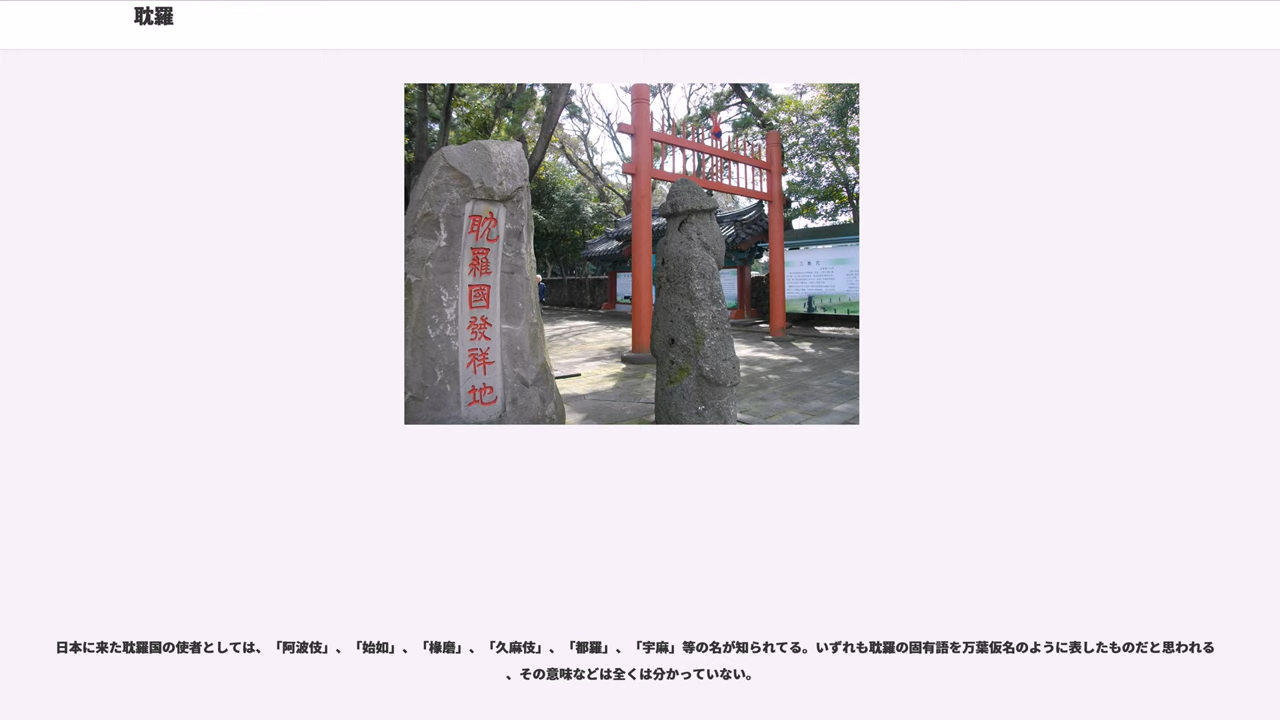 耽羅
耽羅國發祥地
日本に来た耽羅国の使者としては、「阿波伎」、「始如」、「椽磨」、「久麻伎」、「都羅」、「宇麻」等の名が知られてる。いずれも耽羅の固有語を万葉仮名のように表したものだと思われる
、その意味などは全くは分かっていない。